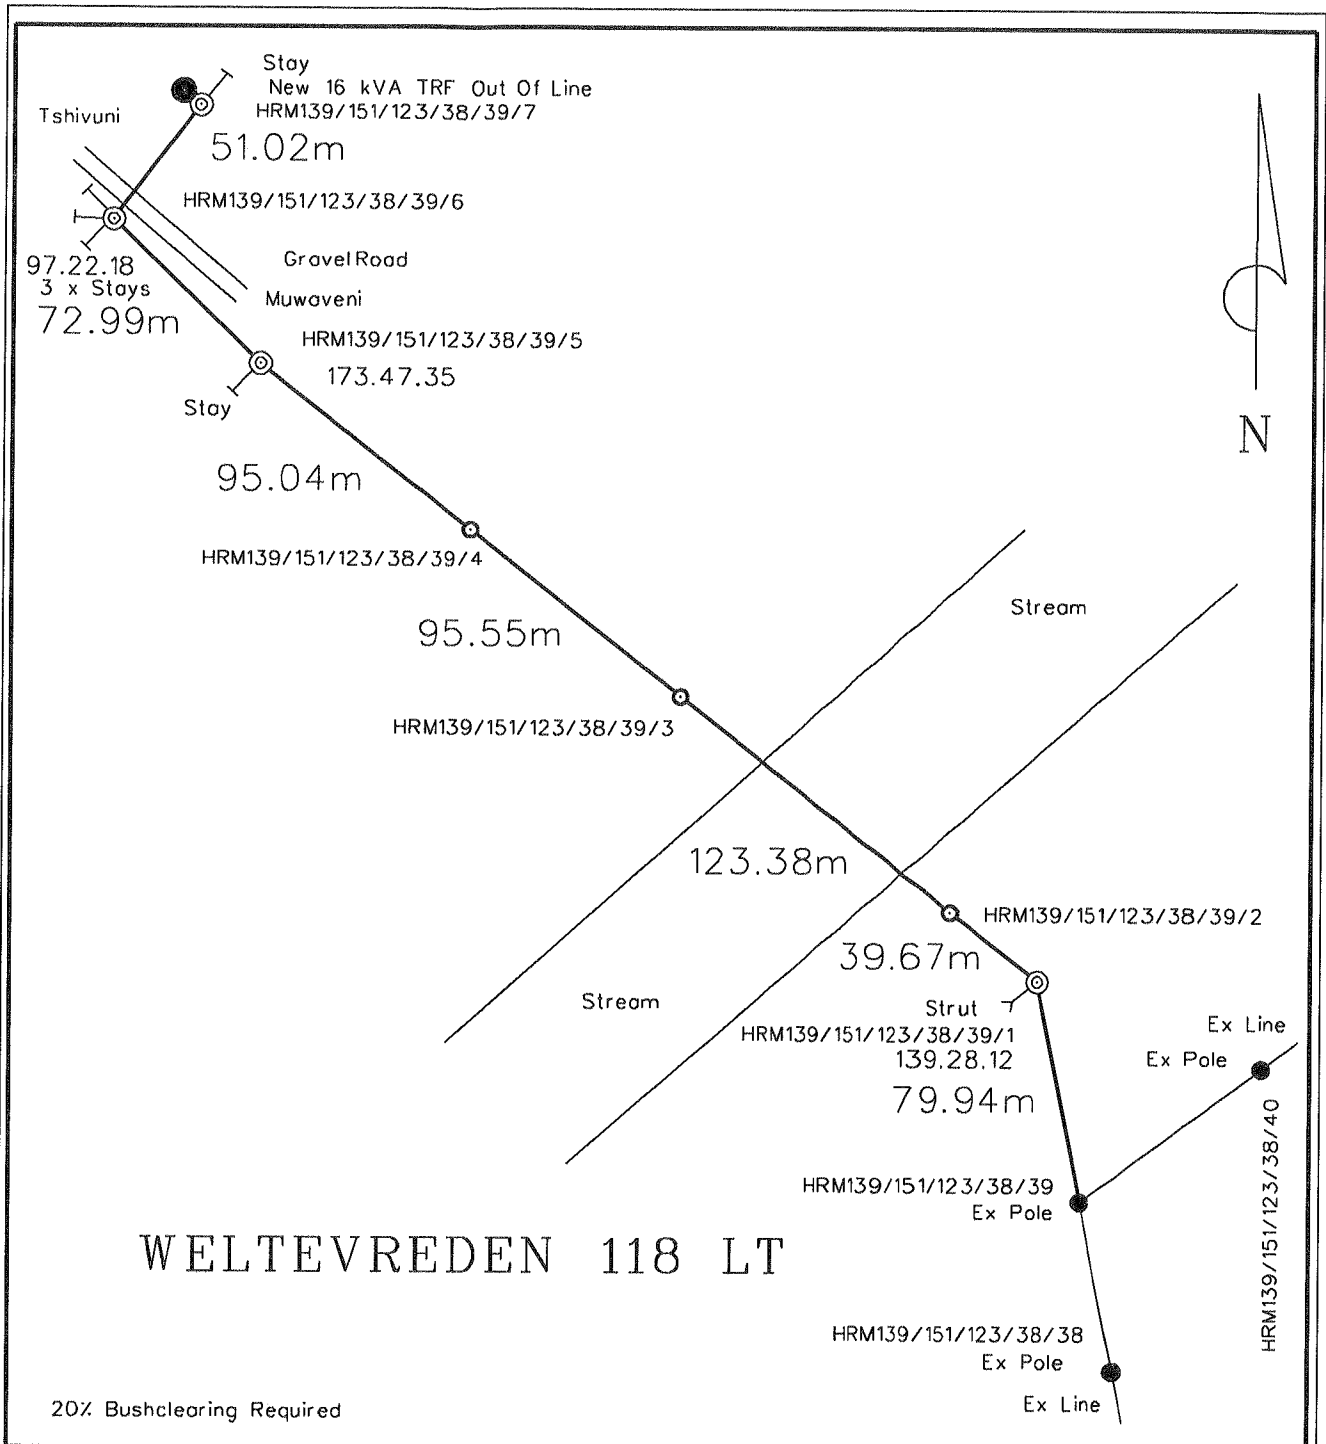 Stay
New 16 kVA TRF Out Of Line
HRM139/151/123/38/39/7
Tshivuni
51.02m
HRM139/151/123/38/39/6
Gravel Road
97.22.18
3 x Stays
Muwaveni
72.99m
HRM139/151/123/38/39/5
173.47.35
Stay
N
95.04m
HRM139/151/123/38/39/4
Stream
95.55m
HRM139/151/123/38/39/3
123.38m
HRM139/151/123/38/39/2
39.67m
Stream
Strut
HRM139/151/123/38/39/1
139.28.12
79.94m
Ex Line
Ex Pole
HRM139/151/123/38/40
HRM139/151/123/38/39
Ex Pole
WELTEVREDEN 118 LT
HRM139/151/123/38/38
Ex Pole
Ex Line
20% Bushclearing Required